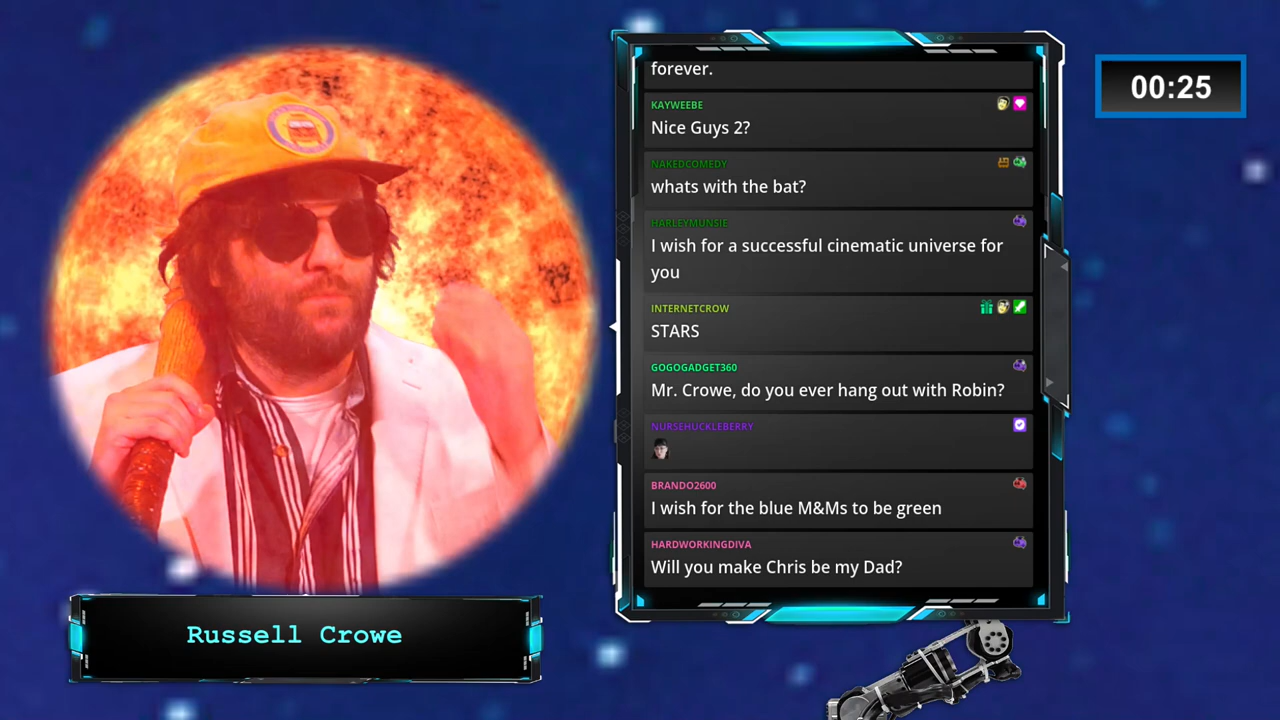 forever.
KAYWEEBE
Nice Guys 2?
NAKEDCOMEDY
whats with the bat?
HARLEYMUNSIE
I wish for a successful cinematic universe for
you
INTERNETCROW
STARS
GOGOGADGET360
Mr. Crowe, do you ever hang out with Robin?
NURSEHUCKLEBERRY
BRANDO2600
I wish for the blue M&Ms to be green
HARDWORKINGDIVA
Will you make Chris be my Dad?
00:25
Russell Crowe